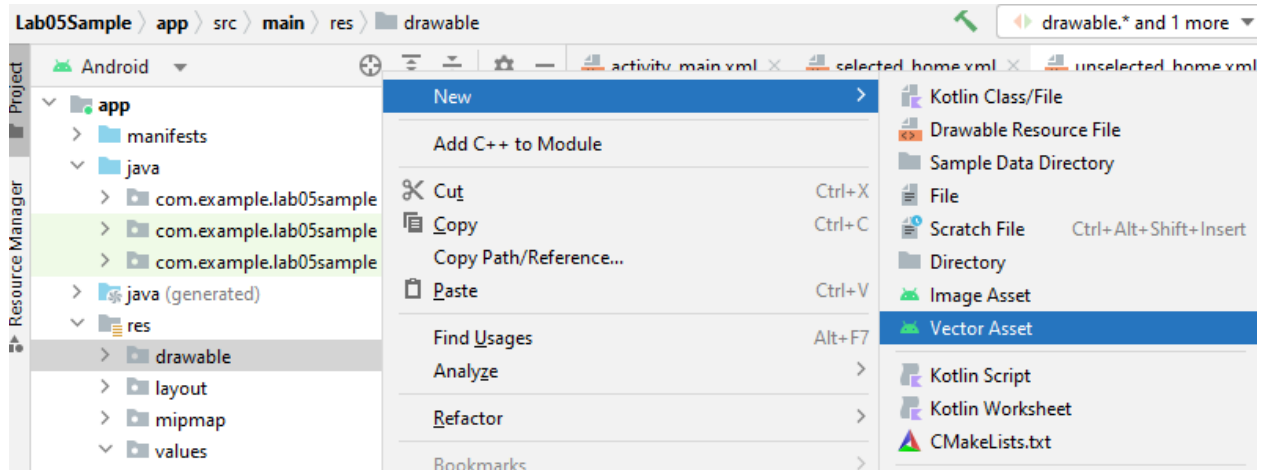 Lab05Sample 〉 app 〉 src 〉 main 〉 res 〉 drawable
drawable.* and 1 more
Project
Resource Manager
Android
activity_main.xml
selected_home.xml
unselected_home.xml
app
manifests
java
com.example.lab05sample
com.example.lab05sample
com.example.lab05sample
java (generated)
res
drawable
layout
mipmap
values
New
Add C++ to Module
Cut Ctrl+X
Copy Ctrl+C
Copy Path/Reference...
Paste Ctrl+V
Find Usages Alt+F7
Analyze
Refactor
Bookmarks
Kotlin Class/File
Drawable Resource File
Sample Data Directory
File
Scratch File Ctrl+Alt+Shift+Insert
Directory
Image Asset
Vector Asset
Kotlin Script
Kotlin Worksheet
CMakeLists.txt